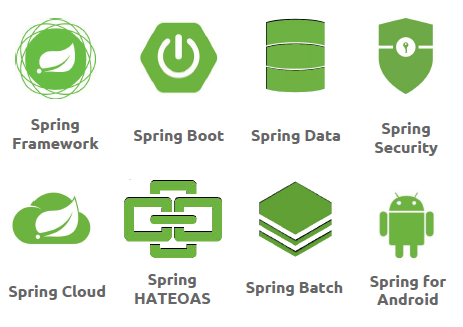 Spring
Framework
Spring Boot
Spring Data
Spring
Security
Spring Cloud
Spring
HATEOAS
Spring Batch
Spring for
Android